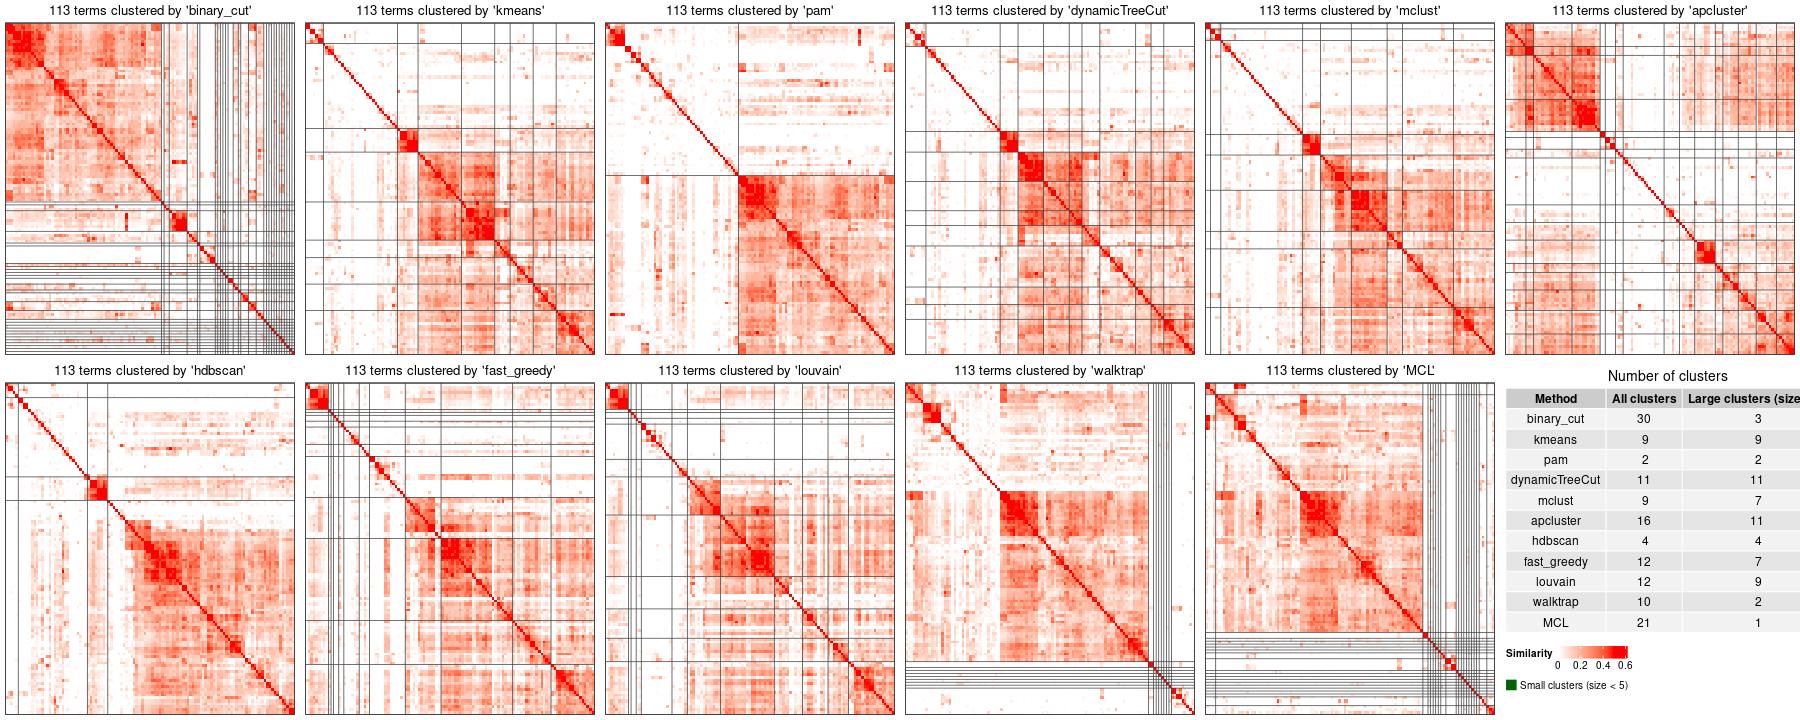 113 terms clustered by 'binary_cut'
113 terms clustered by 'kmeans'
113 terms clustered by 'pam'
113 terms clustered by 'dynamicTreeCut'
113 terms clustered by 'mclust'
113 terms clustered by 'apcluster'
113 terms clustered by 'hdbscan'
113 terms clustered by 'fast_greedy'
113 terms clustered by 'louvain'
113 terms clustered by 'walktrap'
113 terms clustered by 'MCL'
Number of clusters
Method All clusters Large clusters (size
binary_cut 30 3
kmeans 9 9
pam 2 2
dynamicTreeCut 11 11
mclust 9 7
apcluster 16 11
hdbscan 4 4
fast_greedy 12 7
louvain 12 9
walktrap 10 2
MCL 21 1
Similarity
0 0.2 0.4 0.6
Small clusters (size < 5)